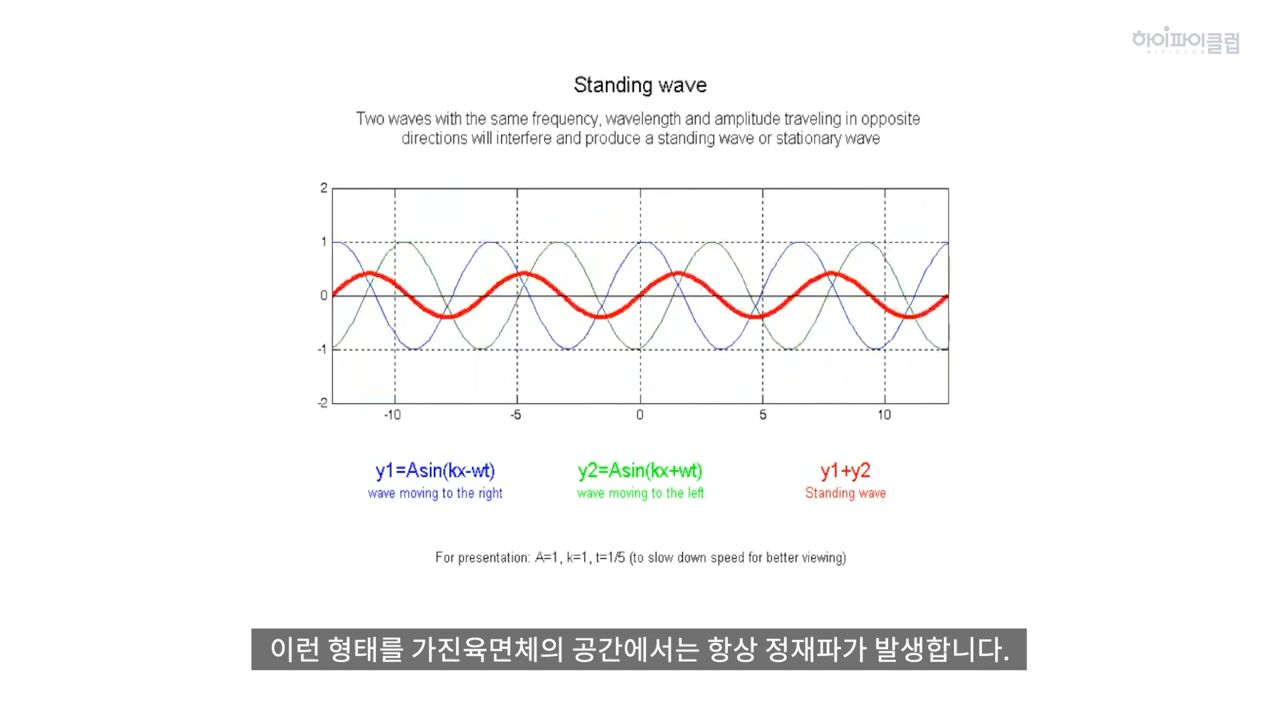 하이파이클럽
HIFICLUB
Standing wave
Two waves with the same frequency, wavelength and amplitude traveling in opposite
directions will interfere and produce a standing wave or stationary wave
2
1
0
-1
-2
-10 -5 0 5 10
y1=Asin(kx-wt) y2=Asin(kx+wt) y1+y2
wave moving to the right wave moving to the left Standing wave
For presentation: A=1, k=1, t=1/5 (to slow down speed for better viewing)
이런 형태를 가진육면체의 공간에서는 항상 정재파가 발생합니다.